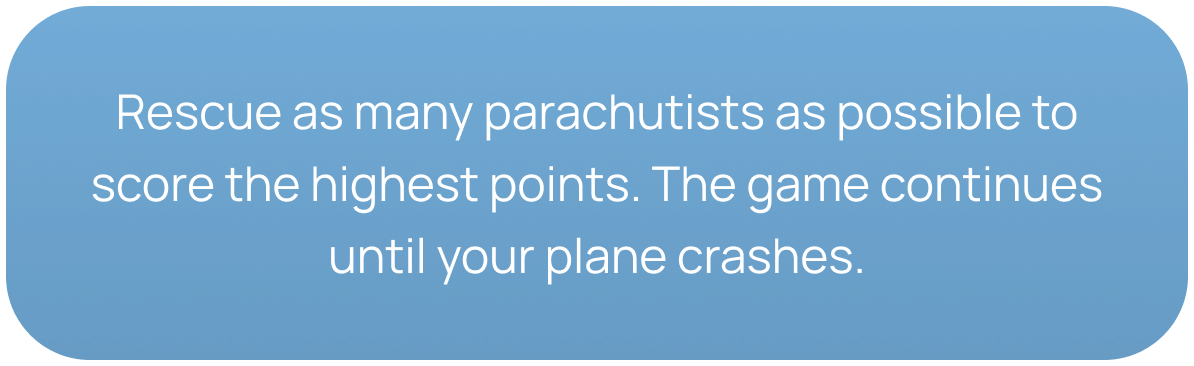 Rescue as many parachutists as possible to
score the highest points. The game continues
until your plane crashes.